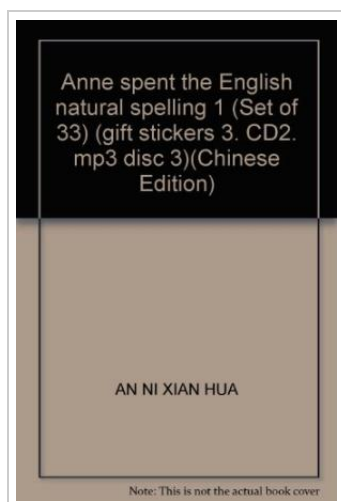 Anne spent the English
natural spelling 1 (Set of
33) (gift stickers 3. CD2.
mp3 disc 3)(Chinese
Edition)
AN NI XIAN HUA
Note: This is not the actual book cover